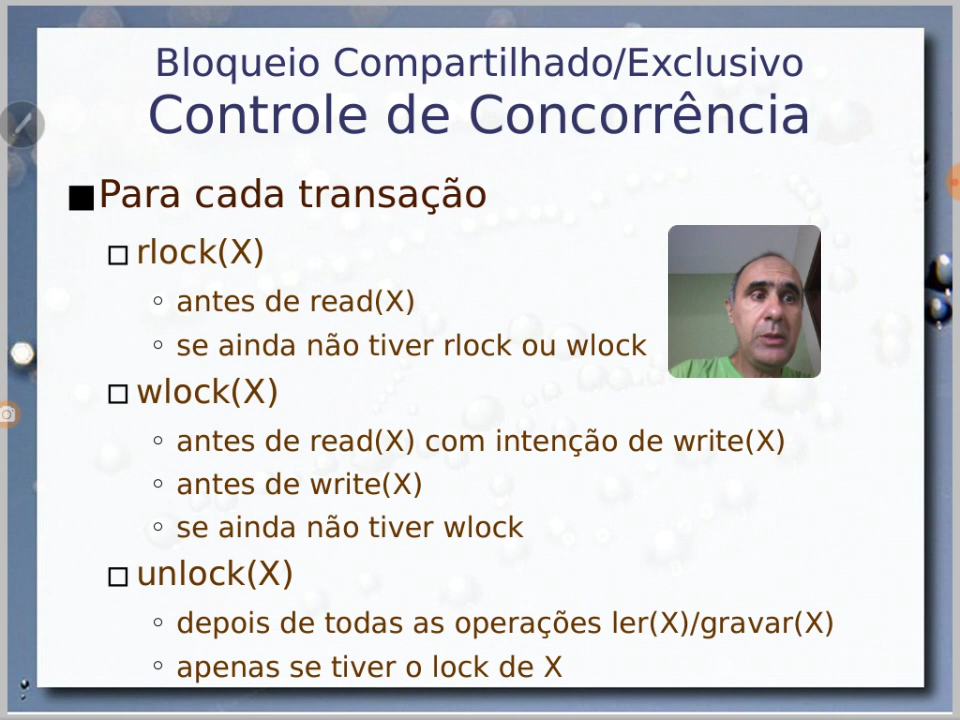 Bloqueio Compartilhado/Exclusivo
Controle de Concorrência
Para cada transação
rlock(X)
antes de read(X)
se ainda não tiver rlock ou wlock
wlock(X)
antes de read(X) com intenção de write(X)
antes de write(X)
se ainda não tiver wlock
unlock(X)
depois de todas as operações ler(X)/gravar(X)
apenas se tiver o lock de X